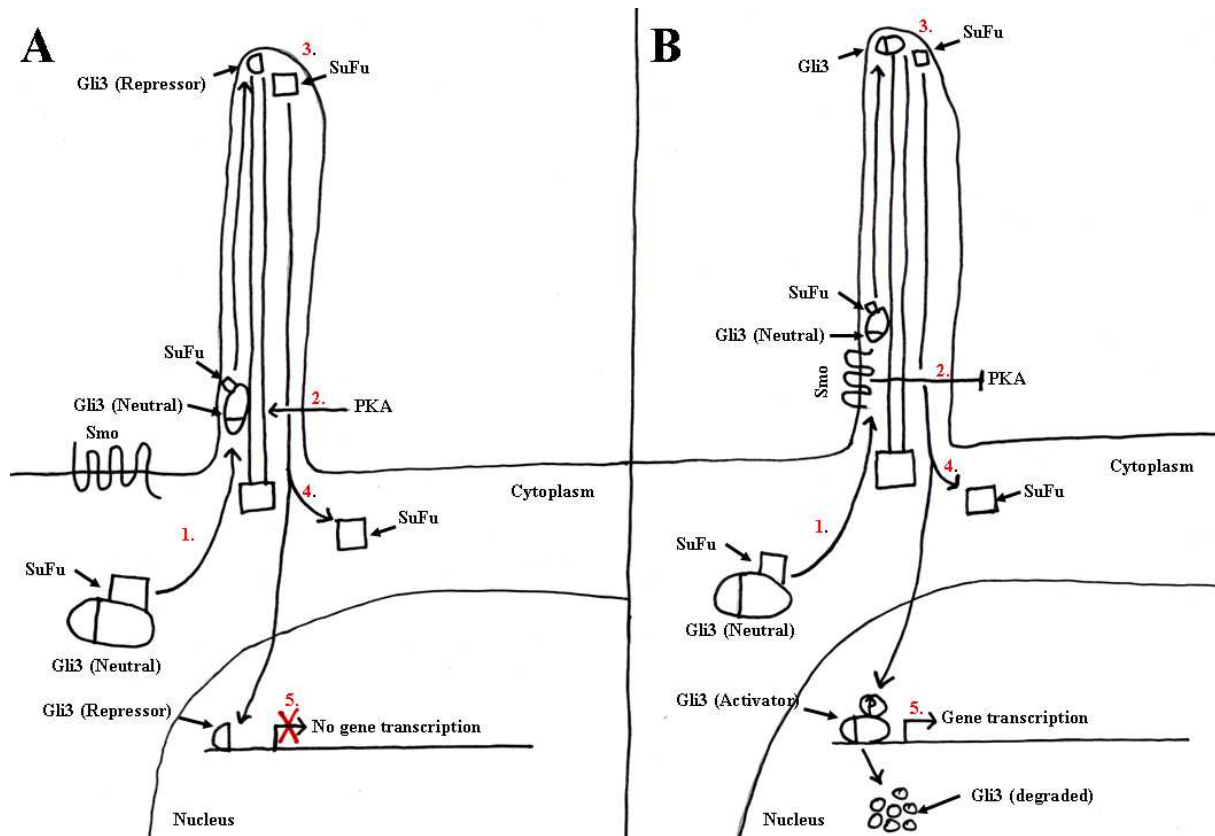 A
3.
SuFu
Gli3 (Repressor)
SuFu
Gli3 (Neutral)
2.
PKA
Smo
Cytoplasm
4.
SuFu
1.
SuFu
Gli3 (Neutral)
Gli3 (Repressor)
5.
No gene transcription
Nucleus
B
3.
SuFu
Gli3
SuFu
Gli3 (Neutral)
Smo
2.
PKA
4.
Cytoplasm
SuFu
1.
SuFu
Gli3 (Neutral)
Gli3 (Activator)
P
5.
Gene transcription
Gli3 (degraded)
Nucleus